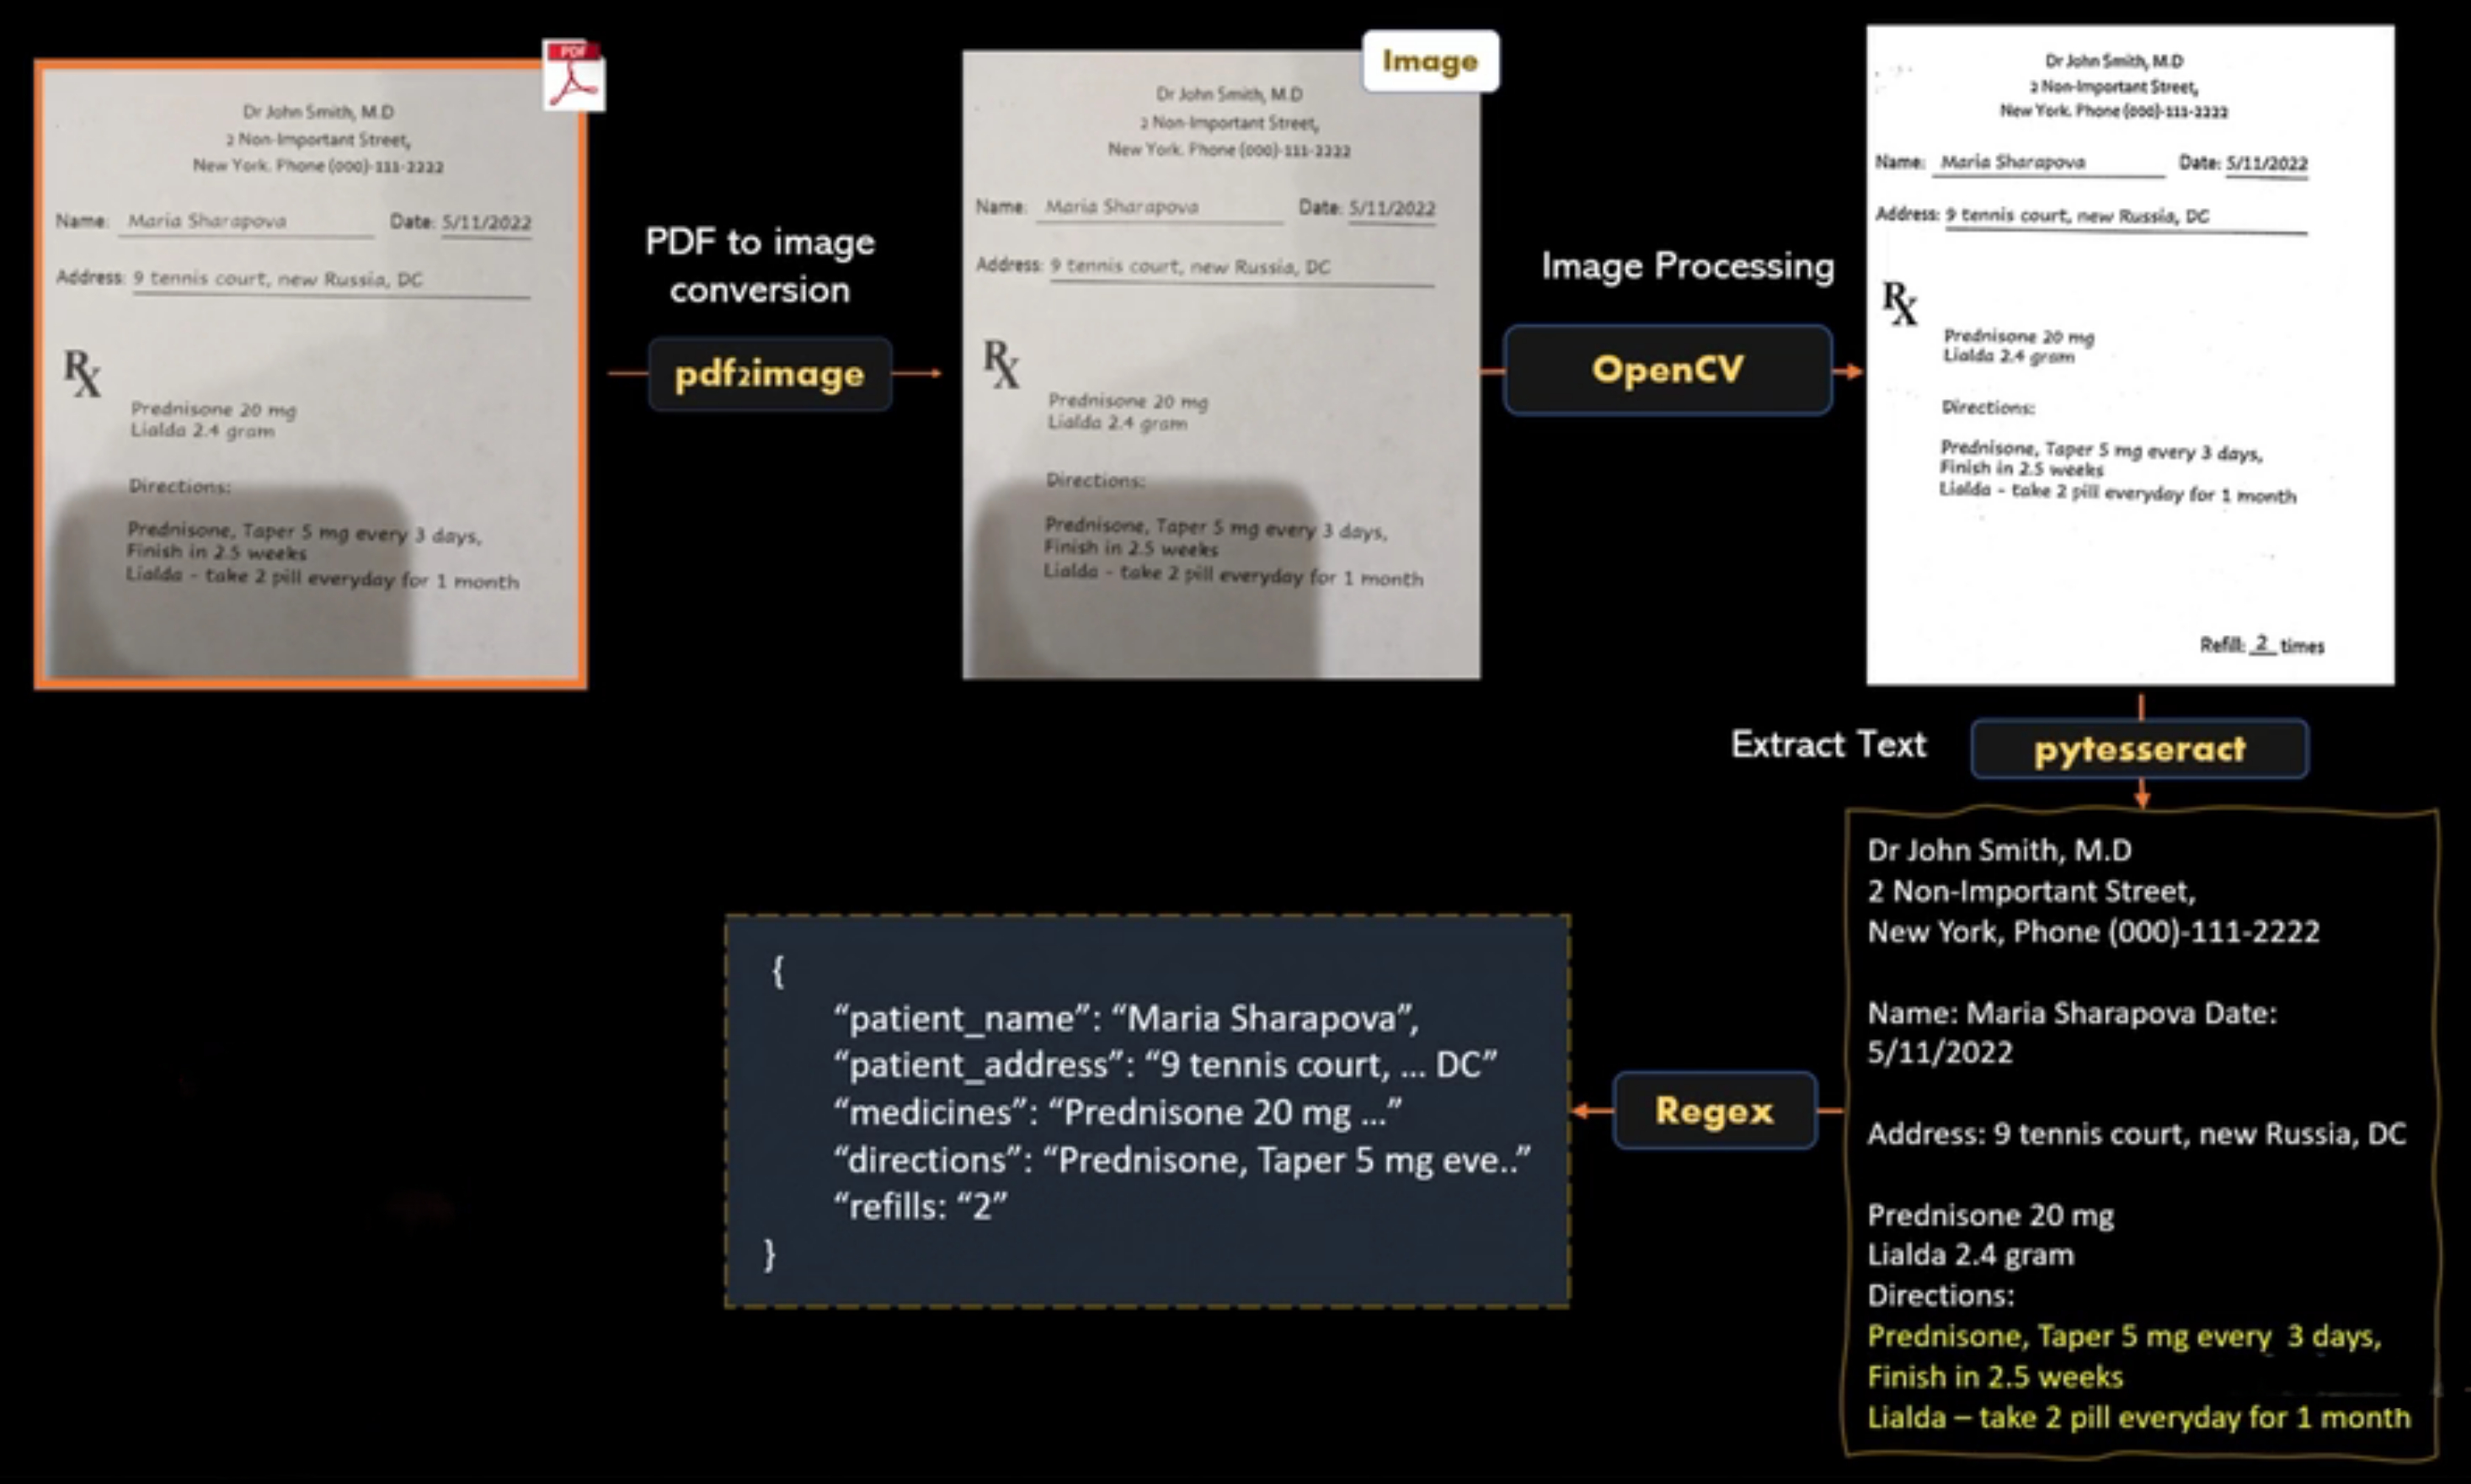 PDF
Dr John Smith, M.D
2 Non-Important Street,
New York. Phone (000)-111-2222
Name: Maria Sharapova Date: 5/11/2022
Address: 9 tennis court, new Russia, DC
Rx
Prednisone 20 mg
Lialda 2.4 gram
Directions:
Prednisone, Taper 5 mg every 3 days,
Finish in 2.5 weeks
Lialda - take 2 pill everyday for 1 month
PDF to image
conversion
pdf2image
Image
Dr John Smith, M.D
2 Non-Important Street,
New York. Phone (000)-111-2222
Name: Maria Sharapova Date: 5/11/2022
Address: 9 tennis court, new Russia, DC
Rx
Prednisone 20 mg
Lialda 2.4 gram
Directions:
Prednisone, Taper 5 mg every 3 days,
Finish in 2.5 weeks
Lialda - take 2 pill everyday for 1 month
Image Processing
OpenCV
Dr John Smith, M.D
2 Non-Important Street,
New York. Phone (000)-111-2222
Name: Maria Sharapova Date: 5/11/2022
Address: 9 tennis court, new Russia, DC
Rx
Prednisone 20 mg
Lialda 2.4 gram
Directions:
Prednisone, Taper 5 mg every 3 days,
Finish in 2.5 weeks
Lialda - take 2 pill everyday for 1 month
Refill: 2 times
Extract Text
pytesseract
Dr John Smith, M.D
2 Non-Important Street,
New York, Phone (000)-111-2222
Name: Maria Sharapova Date:
5/11/2022
Address: 9 tennis court, new Russia, DC
Prednisone 20 mg
Lialda 2.4 gram
Directions:
Prednisone, Taper 5 mg every 3 days,
Finish in 2.5 weeks
Lialda – take 2 pill everyday for 1 month
Regex
{
“patient_name”: “Maria Sharapova”,
“patient_address”: “9 tennis court, ... DC”
“medicines”: “Prednisone 20 mg ...”
“directions”: “Prednisone, Taper 5 mg eve..”
“refills: “2”
}